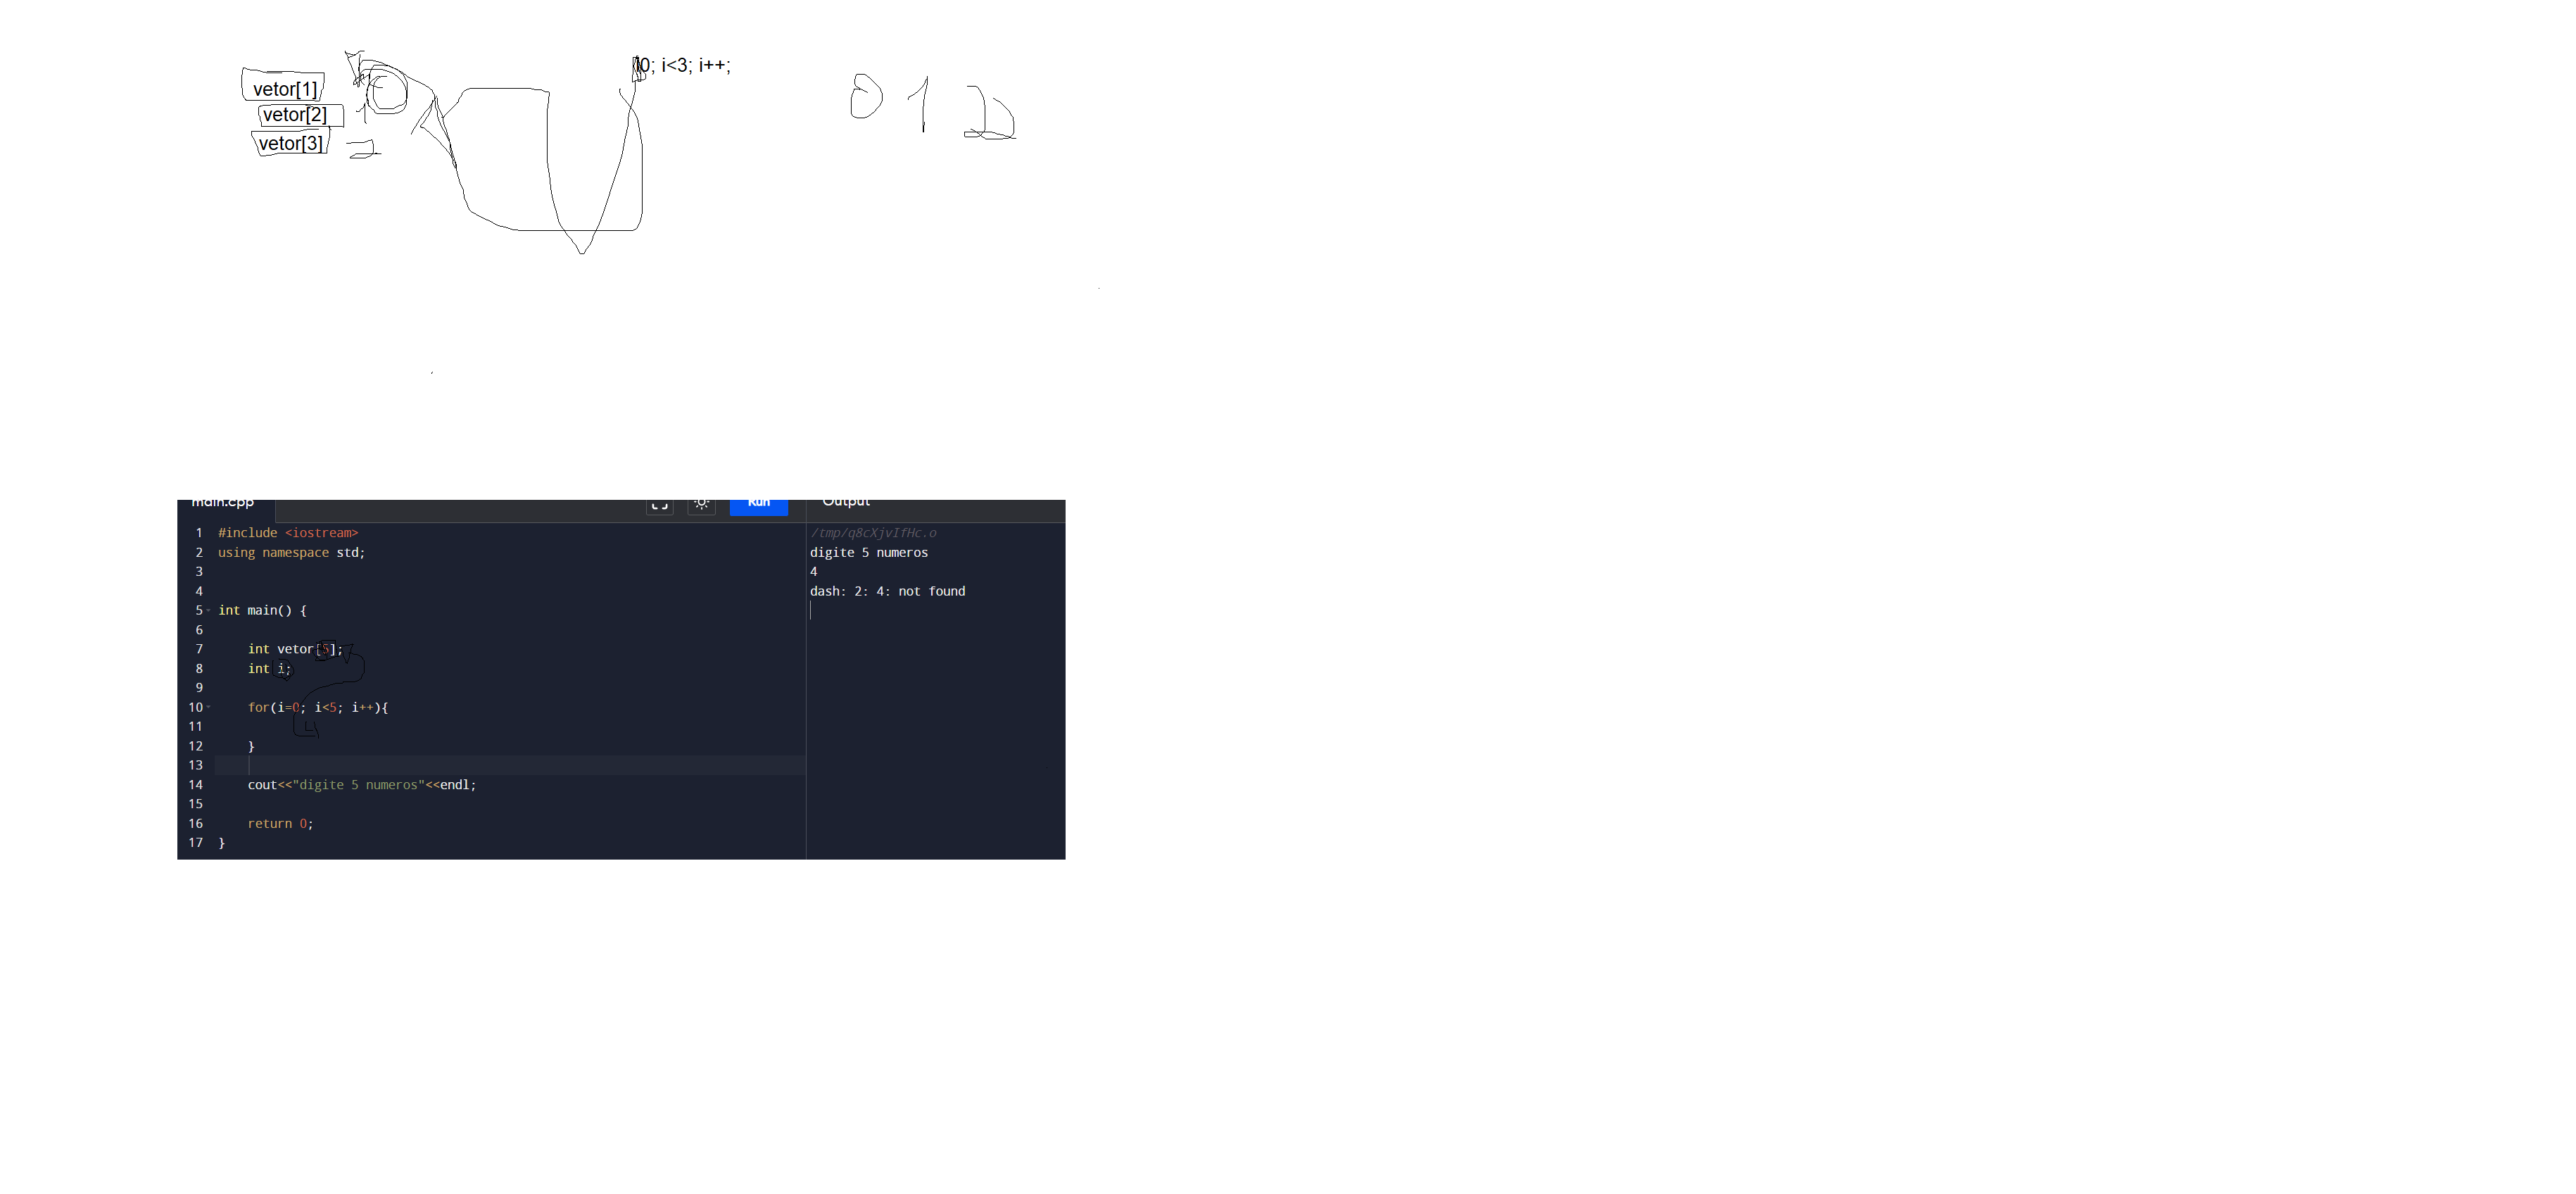 i0; i<3; i++;
vetor[1] 0
vetor[2] 1
vetor[3] 2
0 1 2
main.cpp
Run
Output
1 #include <iostream>
2 using namespace std;
3
4
5 int main() {
6
7 int vetor[5];
8 int i;
9
10 for(i=0; i<5; i++){
11
12 }
13
14 cout<<"digite 5 numeros"<<endl;
15
16 return 0;
17 }
/tmp/q8cXjvIfHc.o
digite 5 numeros
4
dash: 2: 4: not found